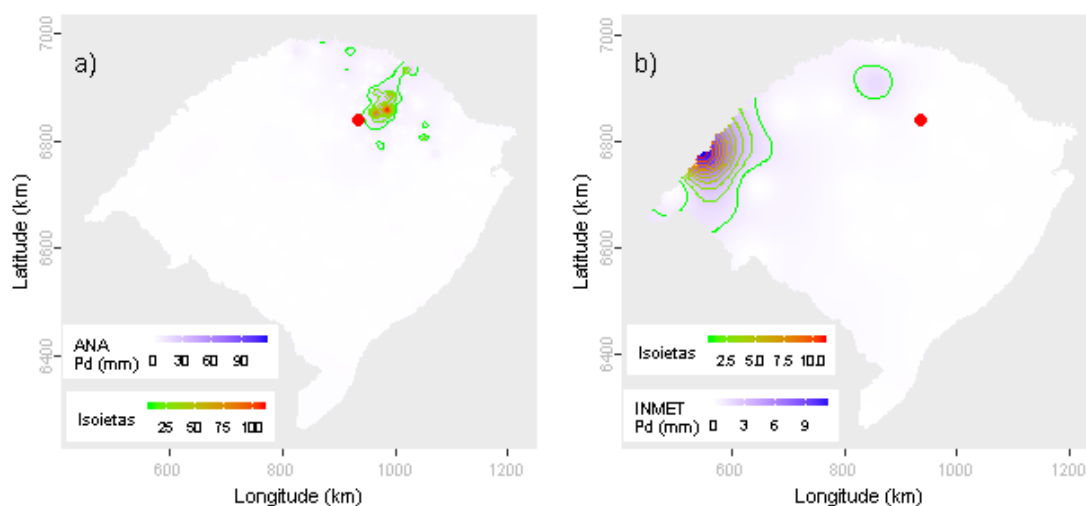 a)
7000
6800
6600
6400
Latitude (km)
ANA
Pd (mm)
0 30 60 90
Isoietas
25 50 75 100
600 800 1000 1200
Longitude (km)
b)
7000
6800
6600
6400
Latitude (km)
Isoietas
2.5 5.0 7.5 10.0
INMET
Pd (mm)
0 3 6 9
600 800 1000 1200
Longitude (km)